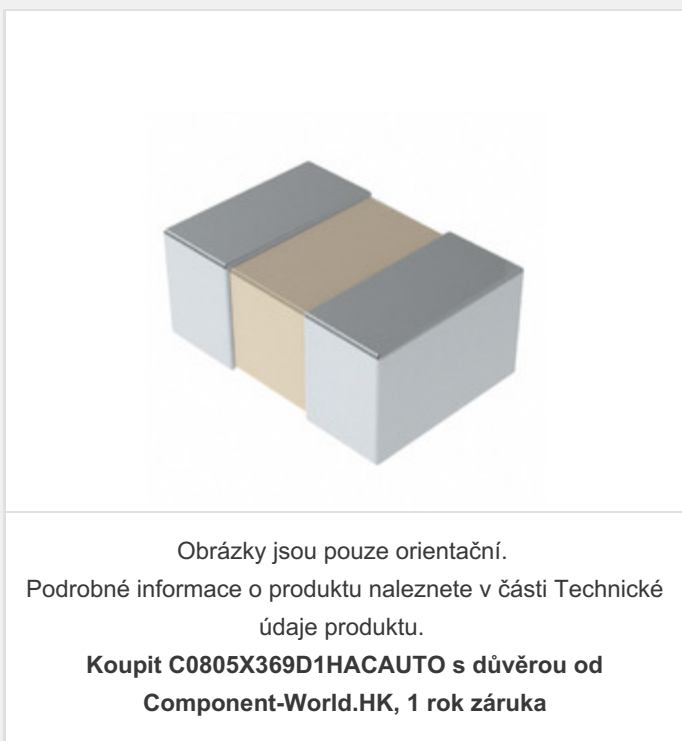 Obrázky jsou pouze orientační.
Podrobné informace o produktu naleznete v části Technické
údaje produktu.
Koupit C0805X369D1HACAUTO s důvěrou od
Component-World.HK, 1 rok záruka